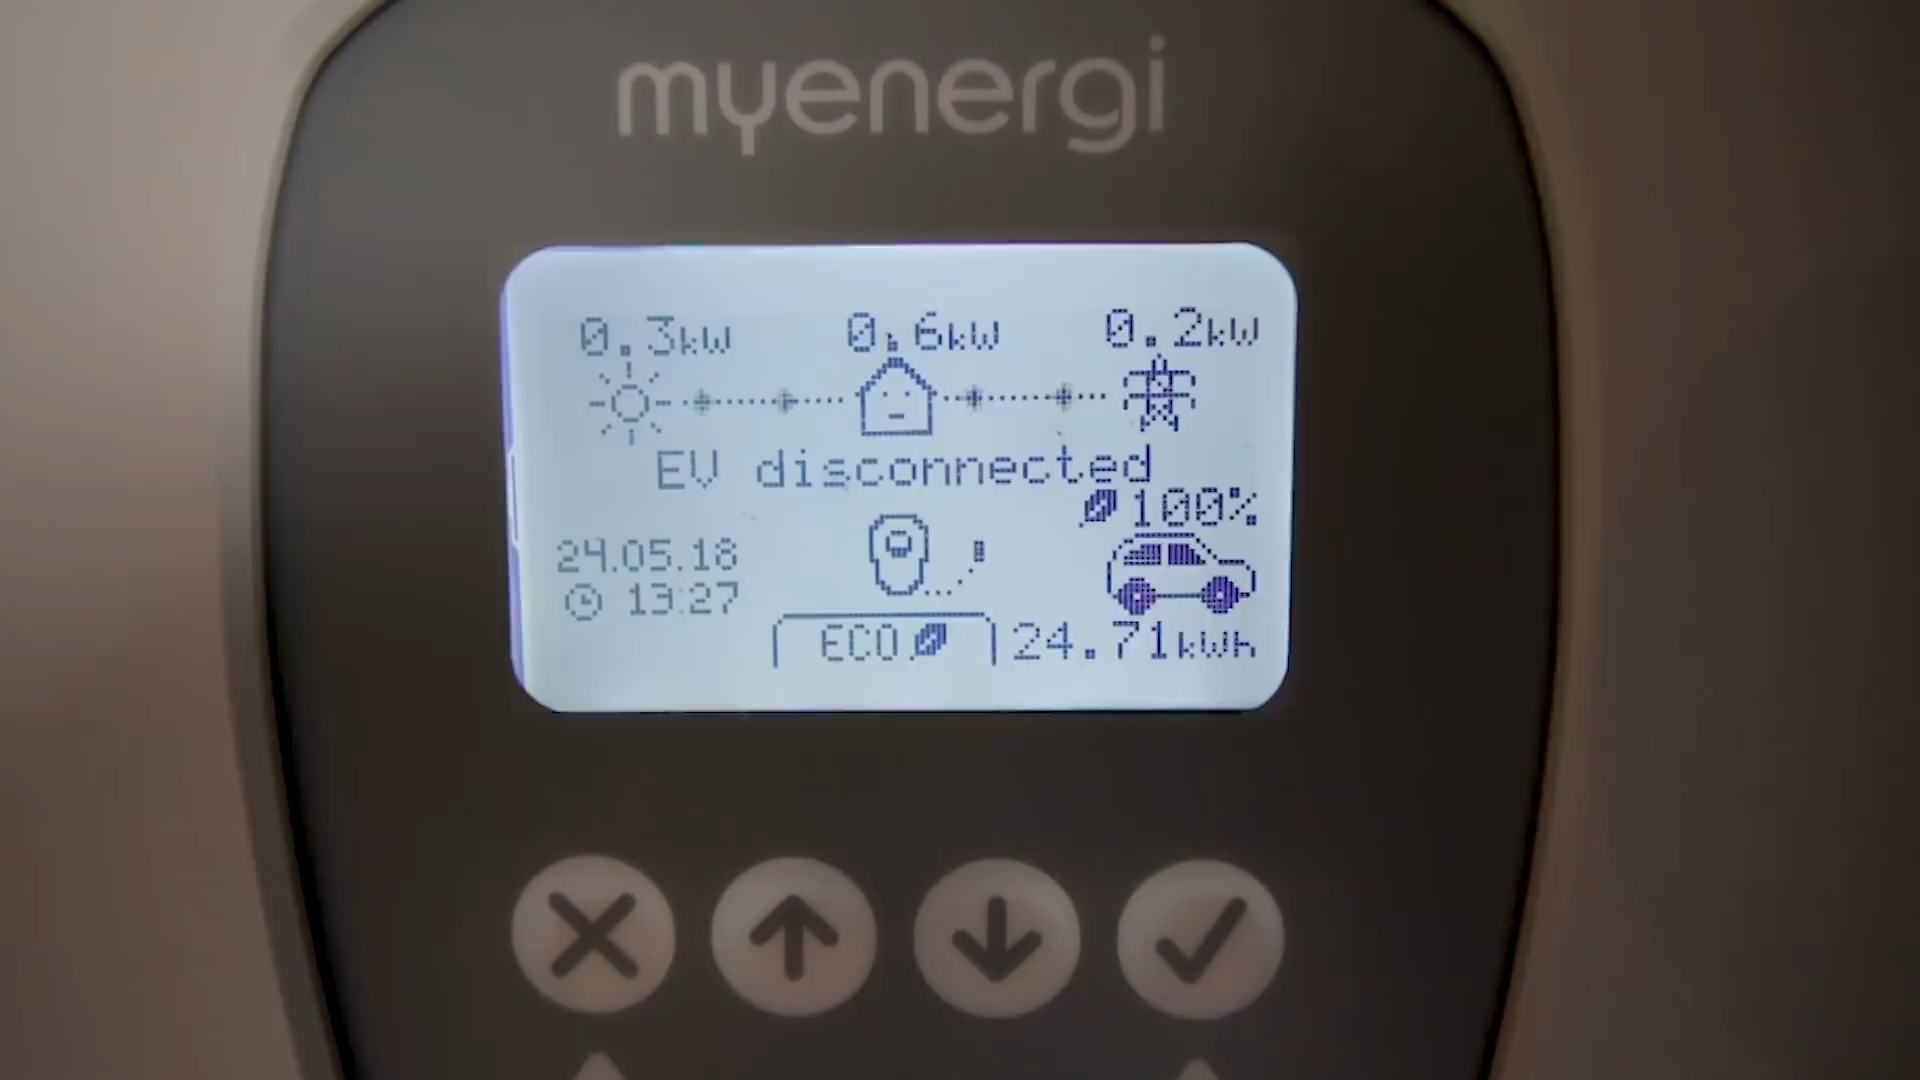 myenergi
0.3kW 0.6kW 0.2kW
EV disconnected
100%
24.05.18
13:27
ECO 24.71kWh